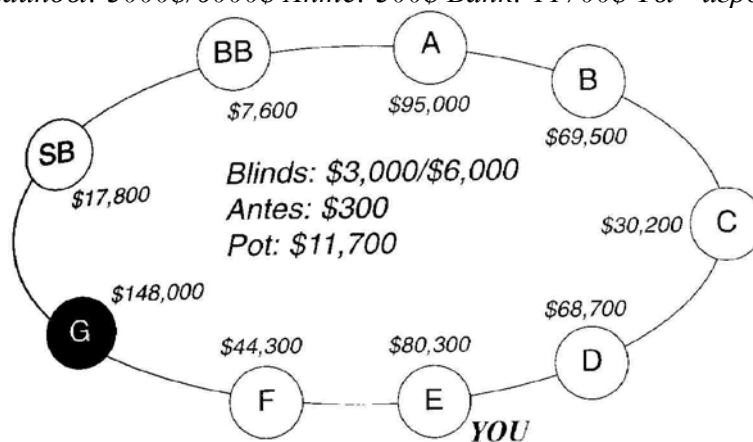 BB
A
B
$7,600
$95,000
$69,500
SB
Blinds: $3,000/$6,000
$17,800
Antes: $300
$30,200
C
Pot: $11,700
$148,000
$68,700
G
$44,300
$80,300
D
F
E
YOU